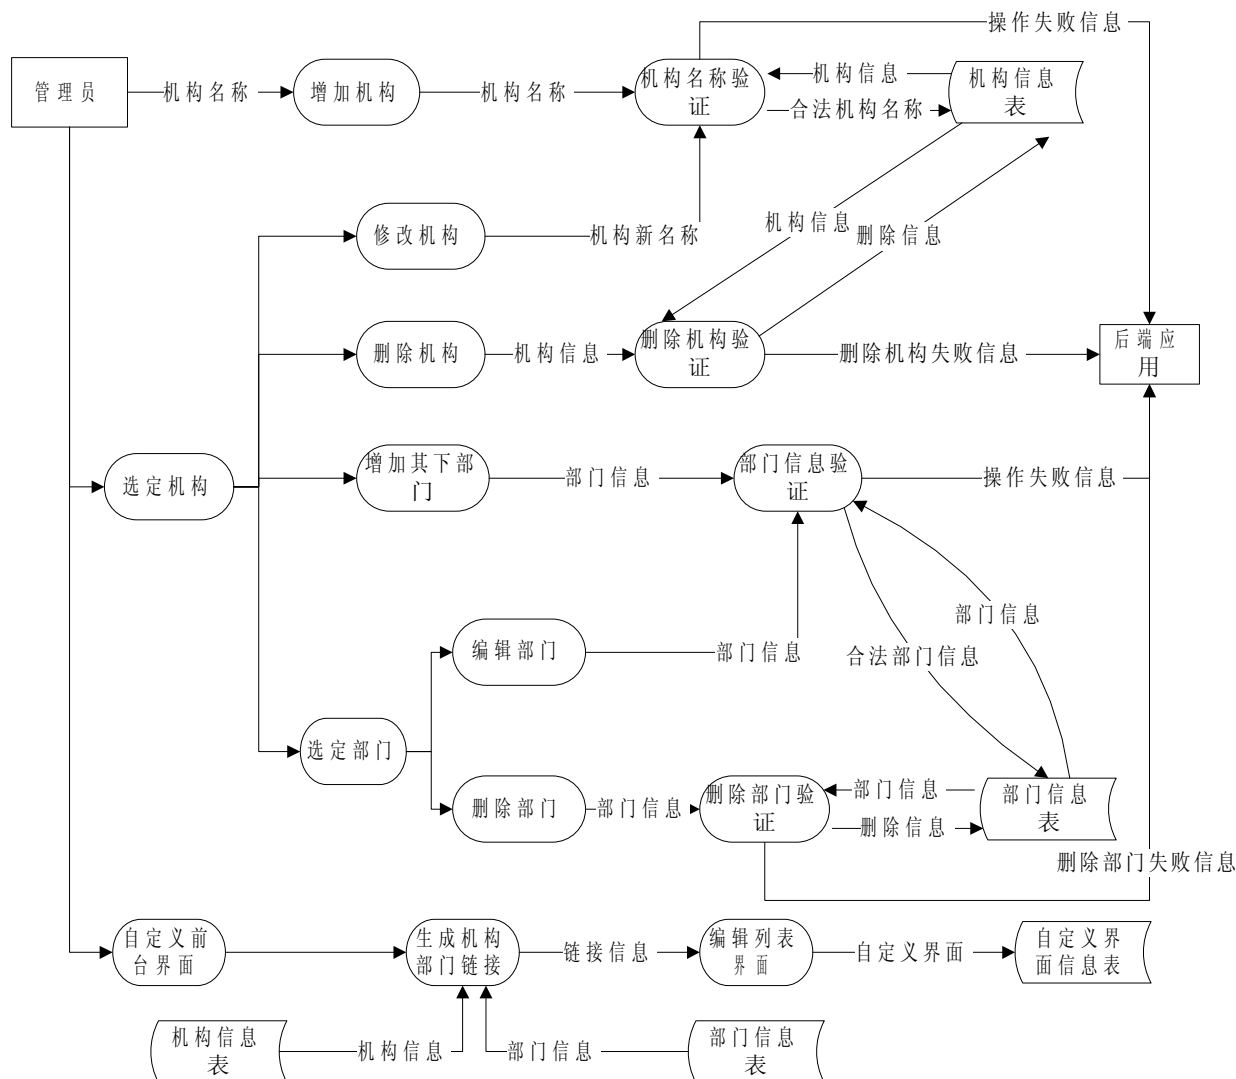 操作失败信息
管理员
机构名称
增加机构
机构名称
机构名称验
证
机构信息
合法机构名称
机构信息
表
修改机构
机构新名称
机构信息
删除信息
删除机构
机构信息
删除机构验
证
删除机构失败信息
后端应
用
选定机构
增加其下部
门
部门信息
部门信息验
证
操作失败信息
编辑部门
部门信息
合法部门信息
部门信息
选定部门
删除部门
部门信息
删除部门验
证
部门信息
删除信息
部门信息
表
删除部门失败信息
自定义前
台界面
生成机构
部门链接
链接信息
编辑列表
界面
自定义界面
自定义界
面信息表
机构信息
表
机构信息
部门信息
部门信息
表